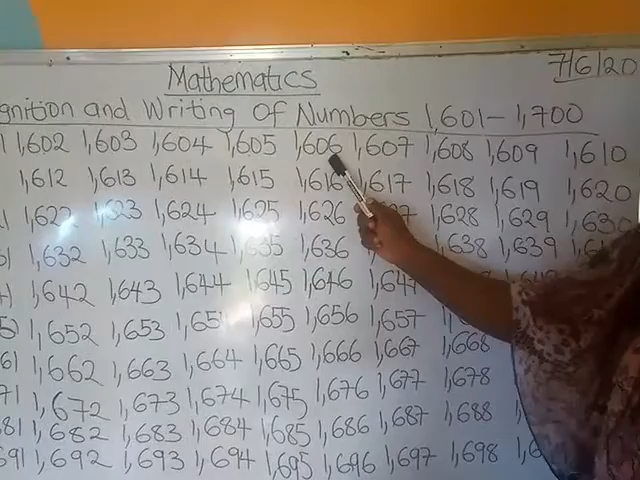 7/6/20
Mathematics
gnition and Writing Of Numbers 1,601 – 1,700
1,602 1,603 1,604 1,605 1,606 1,607 1,608 1,609 1,610
1,612 1,613 1,614 1,615 1,616 1,617 1,618 1,619 1,620
1,622 1,623 1,624 1,625 1,626 1,628 1,629 1,630
1,632 1,633 1,634 1,635 1,636 1,638 1,639
1,642 1,643 1,644 1,645 1,646 1,647
1,652 1,653 1,655 1,656 1,657
61 1,662 1,663 1,664 1,665 1,666 1,667 1,668
71 1,672 1,673 1,674 1,675 1,676 1,677 1,678
681 1,682 1,683 1,684 1,685 1,686 1,687 1,688
691 1,692 1,693 1,694 1,695 1,696 1,697 1,698